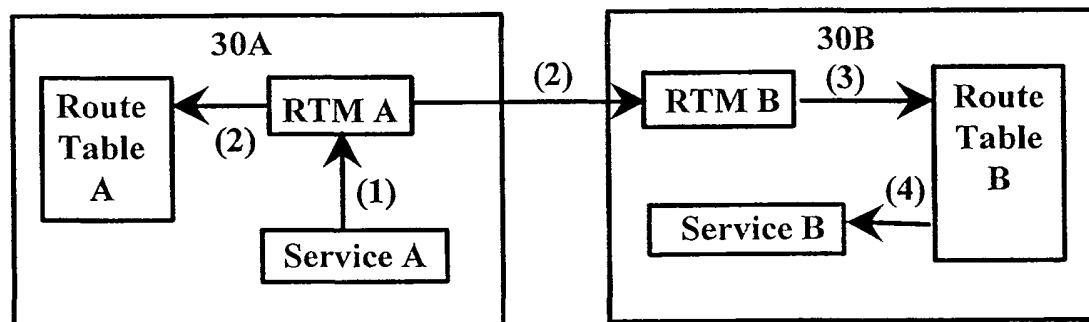 30A
Route
Table
A
(2)
RTM A
(1)
Service A
(2)
30B
RTM B
(3)
Route
Table
B
(4)
Service B